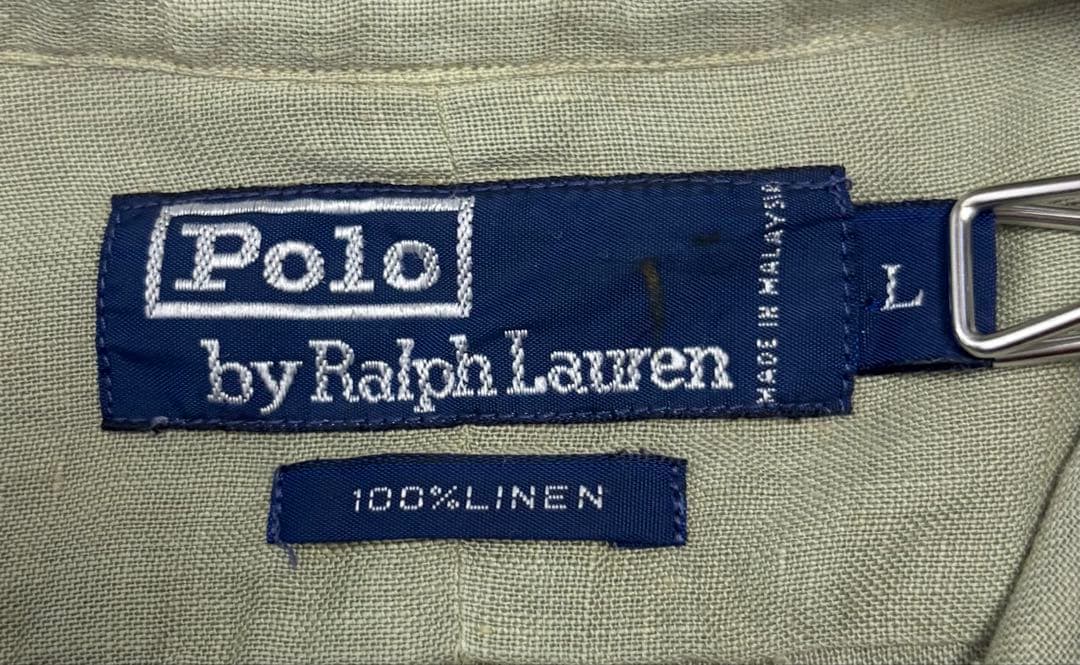 Polo
by Ralph Lauren
MADE IN MALAYSIA
L
100%LINEN